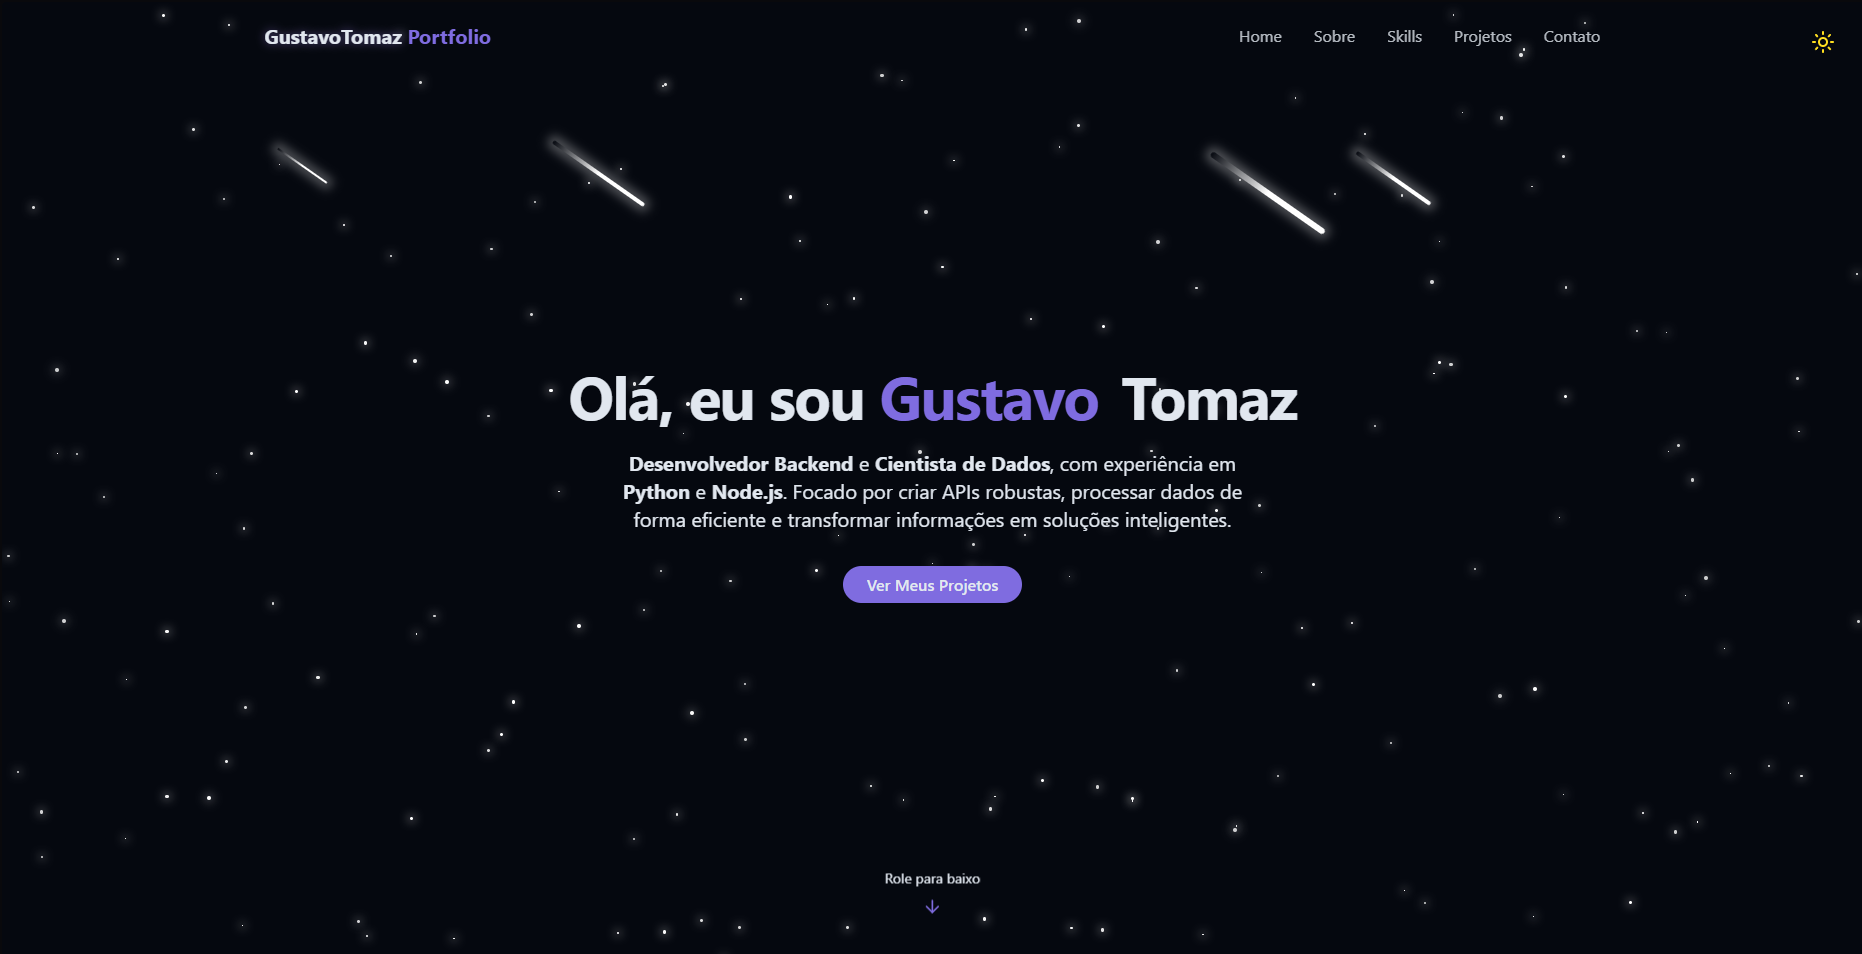 GustavoTomaz Portfolio
Home Sobre Skills Projetos Contato
Olá, eu sou Gustavo Tomaz
Desenvolvedor Backend e Cientista de Dados, com experiência em
Python e Node.js. Focado por criar APIs robustas, processar dados de
forma eficiente e transformar informações em soluções inteligentes.
Ver Meus Projetos
Role para baixo